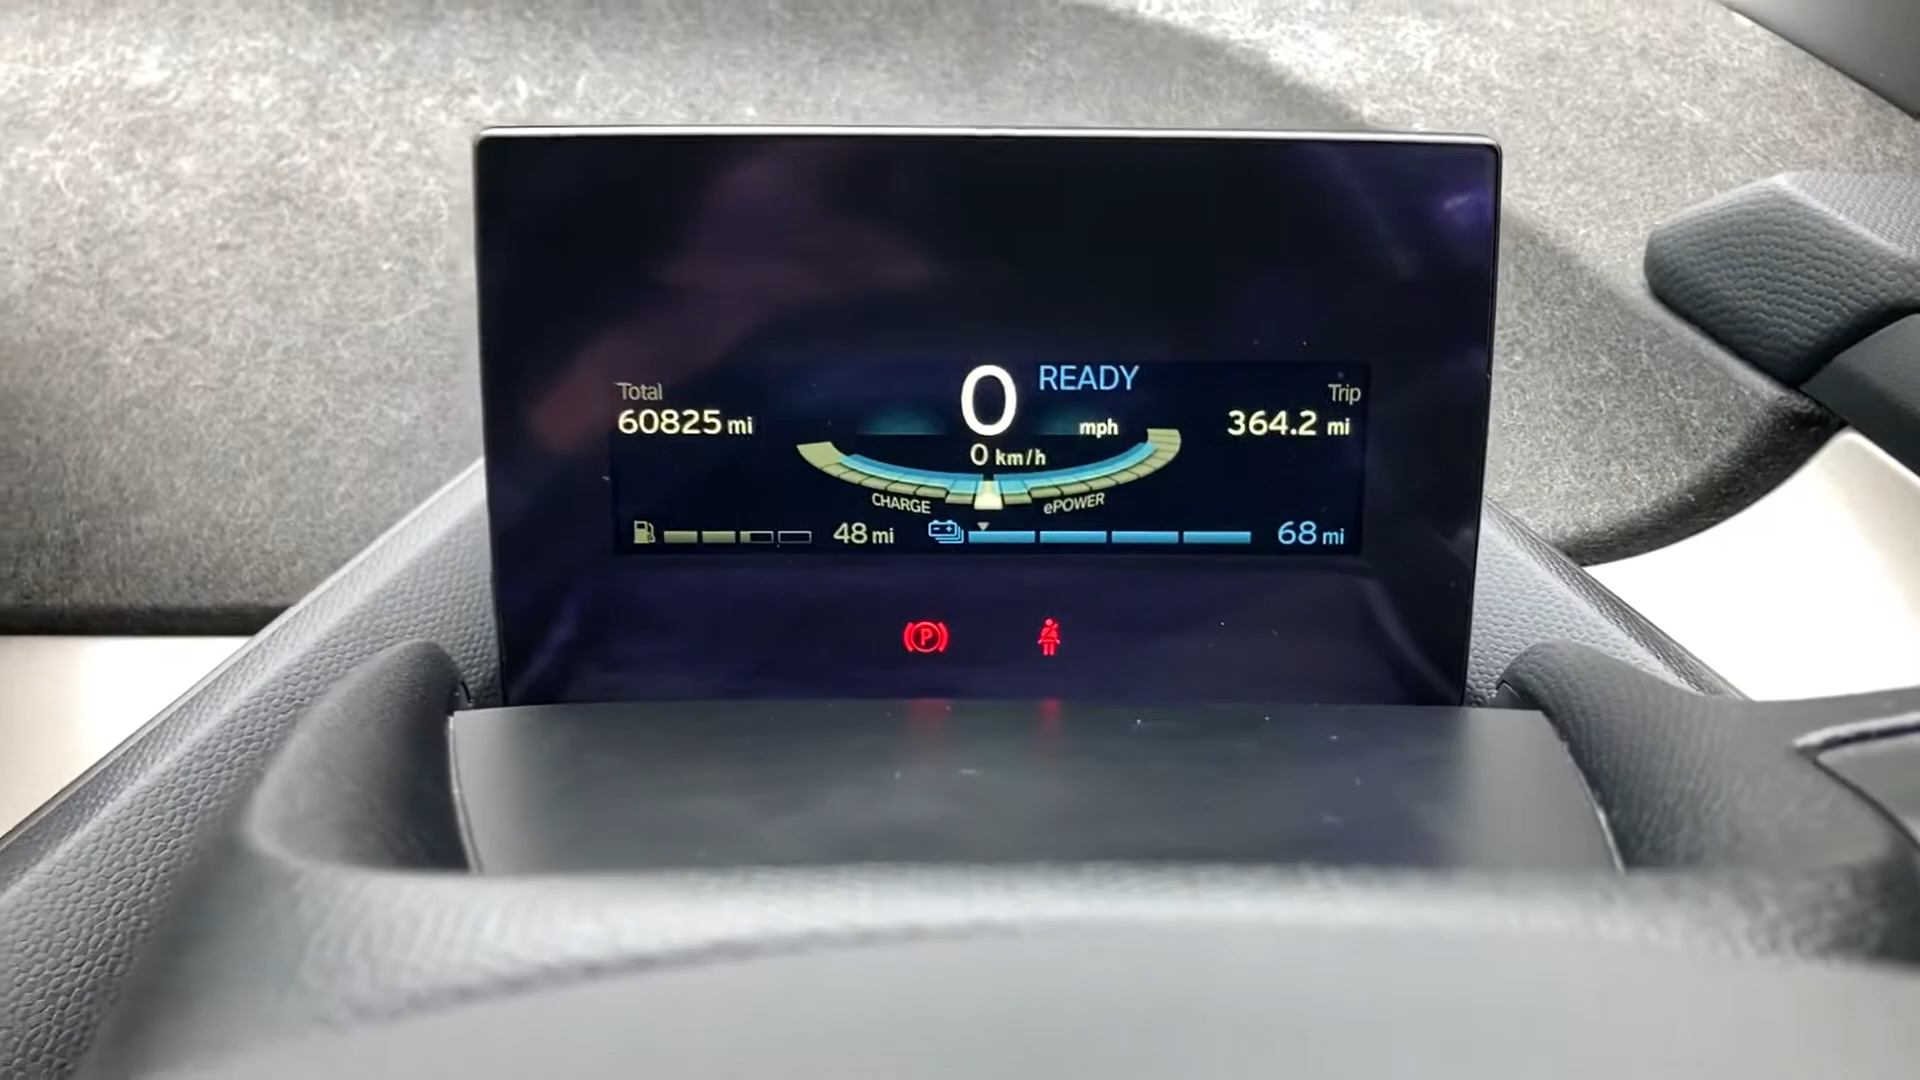 Total
60825 mi
0 READY
mph
0 km/h
Trip
364.2 mi
CHARGE
ePOWER
48 mi
68 mi
P